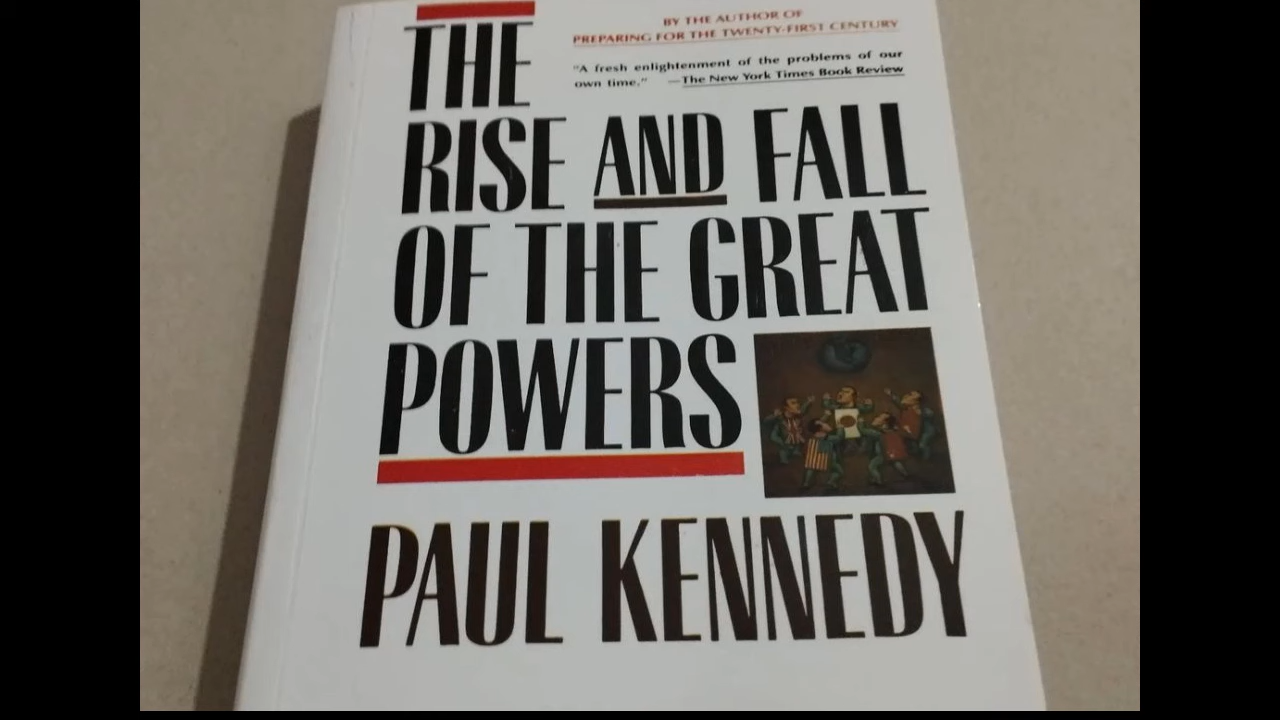 THE
BY THE AUTHOR OF
PREPARING FOR THE TWENTY-FIRST CENTURY
"A fresh enlightenment of the problems of our
own time." —The New York Times Book Review
RISE AND FALL
OF THE GREAT
POWERS
PAUL KENNEDY